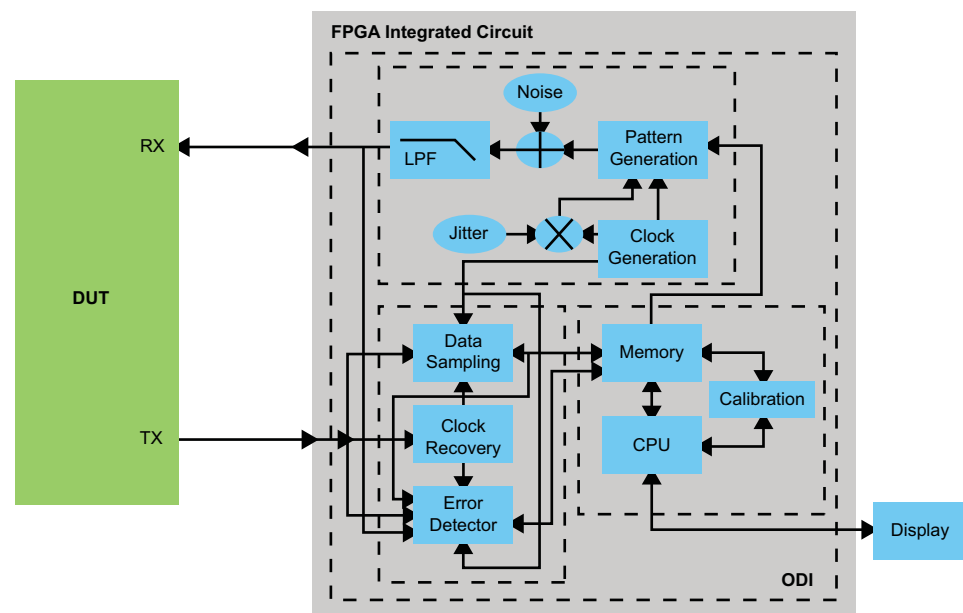 FPGA Integrated Circuit
Noise
RX
LPF
Pattern
Generation
Jitter
Clock
Generation
DUT
Data
Sampling
Memory
Calibration
TX
Clock
Recovery
CPU
Error
Detector
Display
ODI